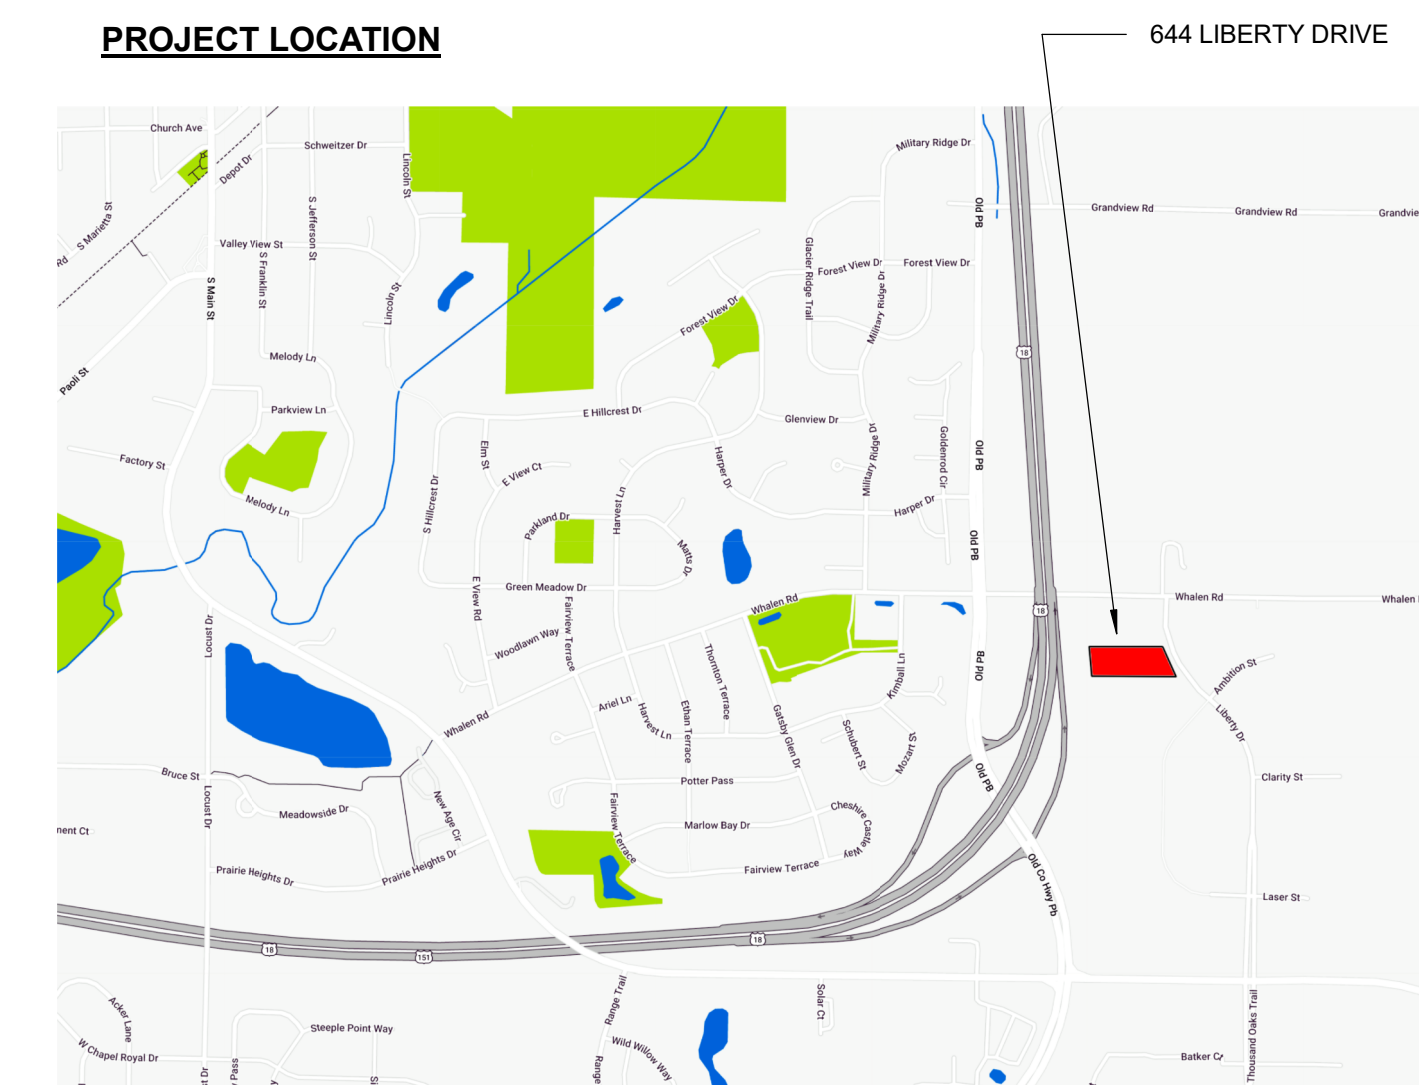 PROJECT LOCATION
644 LIBERTY DRIVE
Church Ave
Schweitzer Dr
Depot Dr
Lincoln St
Military Ridge Dr
S Marietta St
Rd
S Jefferson St
Valley View St
S Franklin St
S Main St
Lincoln St
Old PB
Grandview Rd
Grandview Rd
Grandvie
Glacier Ridge Trail
Forest View Dr
Forest View Dr
Military Ridge Dr
Forest View Dr
18
Melody Ln
Paoli St
Parkview Ln
E Hillcrest Dr
Glenview Dr
Factory St
Melody Ln
S Hillcrest Dr
Elm St
E View Ct
Harvest Ln
Harper Dr
Military Ridge Dr
Goldenrod Cir
Old PB
Harper Dr
Parkland Dr
Matts Dr
Old PB
Green Meadow Dr
E View Rd
Fairview Terrace
Whalen Rd
18
Whalen Rd
Whalen
Locust Dr
Woodlawn Way
Thornton Terrace
Kimball Ln
Old PB
Ambition St
Ariel Ln
Harvest Ln
Ethan Terrace
Gatsby Glen Dr
Schubert St
Mozart St
Liberty Dr
Whalen Rd
Bruce St
Potter Pass
Old PB
Clarity St
Locust Dr
Meadowside Dr
New Age Cir
Fairview Terrace
Marlow Bay Dr
Cheshire Castle Way
ment Ct
Prairie Heights Dr
Prairie Heights Dr
Fairview Terrace
Old Co Hwy Pb
Laser St
18
151
18
Acker Lane
Range Trail
Solar Ct
Thousand Oaks Trail
Steeple Point Way
W Chapel Royal Dr
Wild Willow Way
Range
Batker Ct
st Dr
Pass